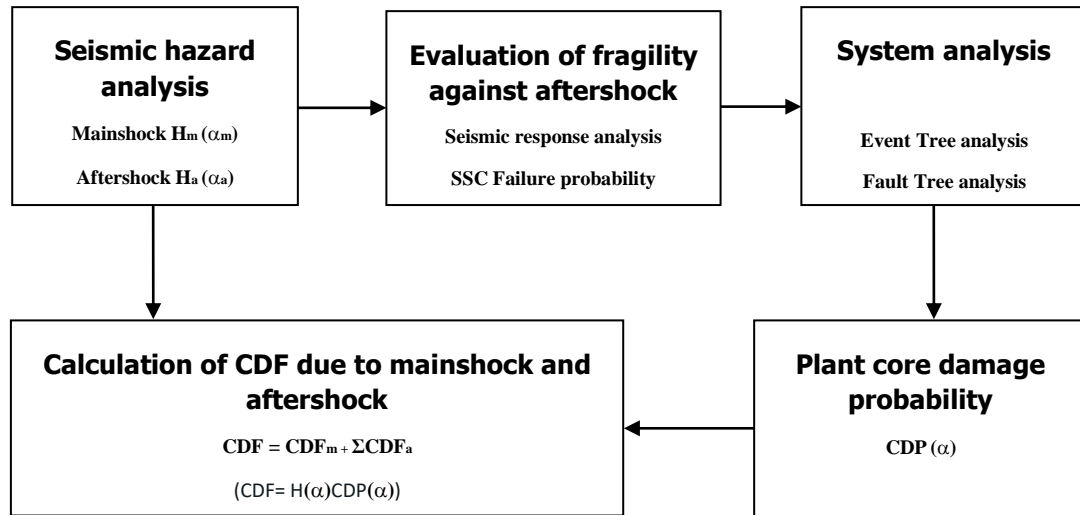 Seismic hazard
analysis
Mainshock Hm (αm)
Aftershock Ha (αa)
Evaluation of fragility
against aftershock
Seismic response analysis
SSC Failure probability
System analysis
Event Tree analysis
Fault Tree analysis
Calculation of CDF due to mainshock and
aftershock
CDF = CDFm + ΣCDFa
(CDF= H(α)CDP(α))
Plant core damage
probability
CDP (α)